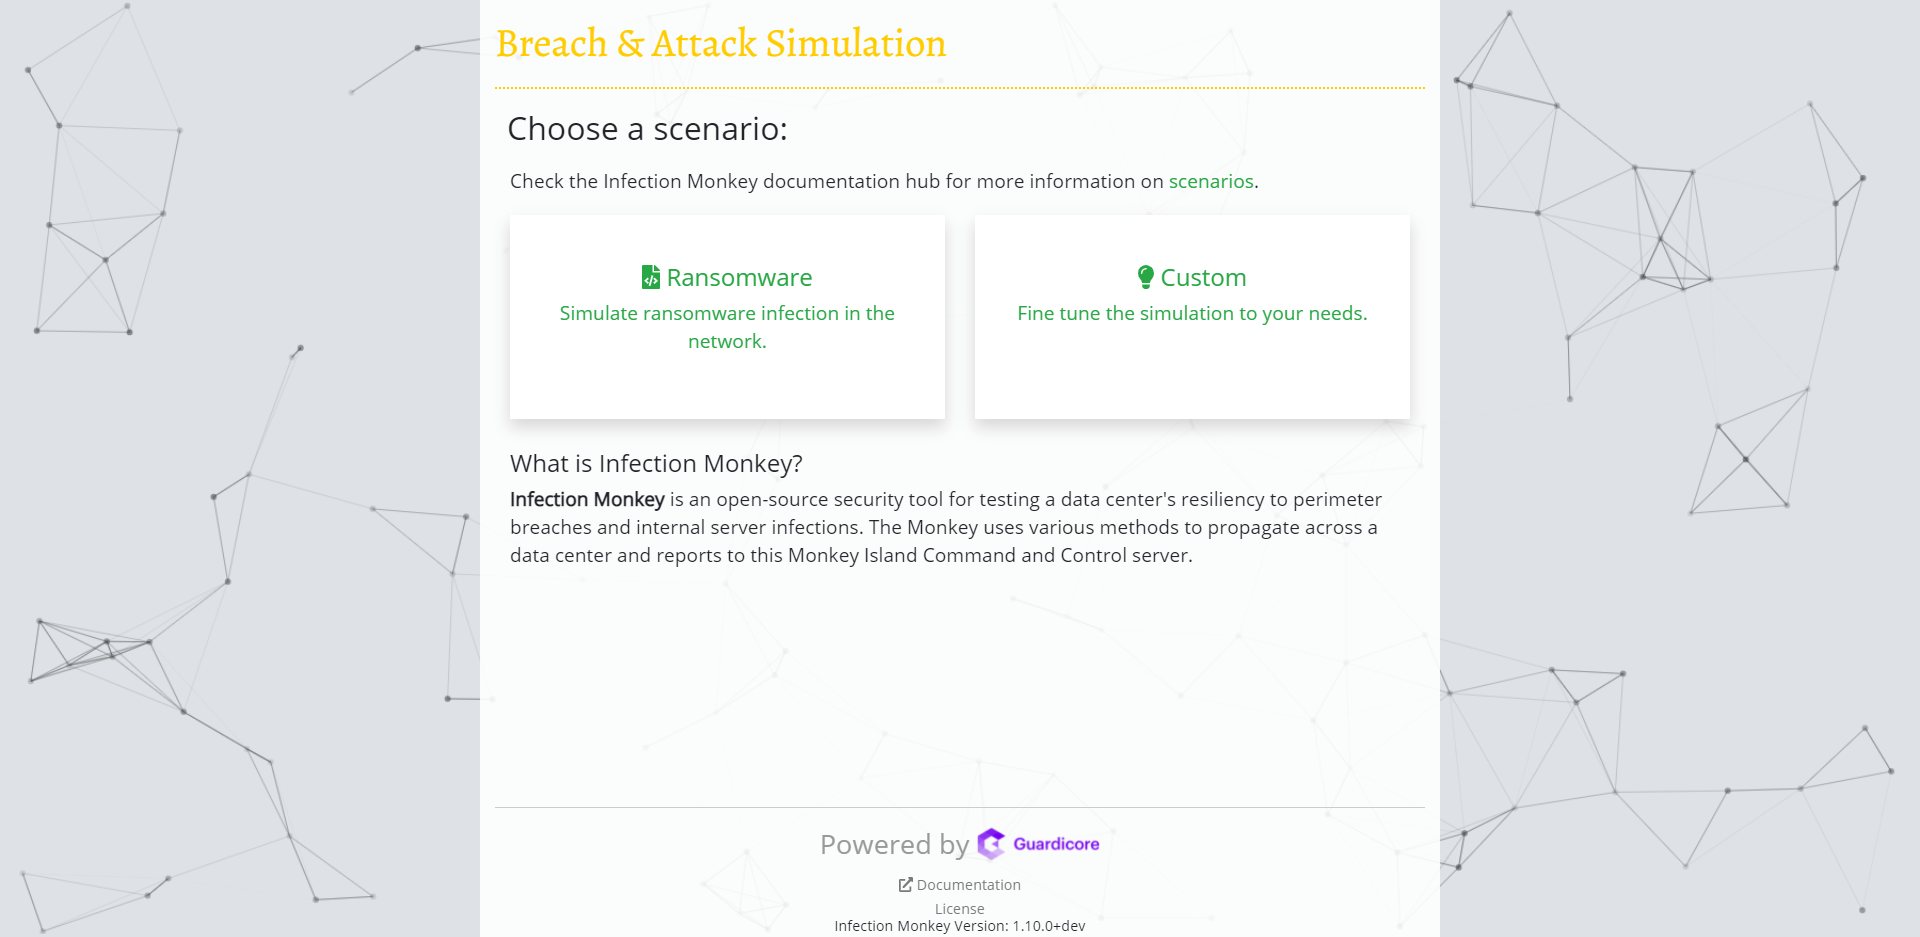 Breach & Attack Simulation
Choose a scenario:
Check the Infection Monkey documentation hub for more information on scenarios.
Ransomware
Simulate ransomware infection in the
network.
Custom
Fine tune the simulation to your needs.
What is Infection Monkey?
Infection Monkey is an open-source security tool for testing a data center's resiliency to perimeter
breaches and internal server infections. The Monkey uses various methods to propagate across a
data center and reports to this Monkey Island Command and Control server.
Powered by Guardicore
Documentation
License
Infection Monkey Version: 1.10.0+dev